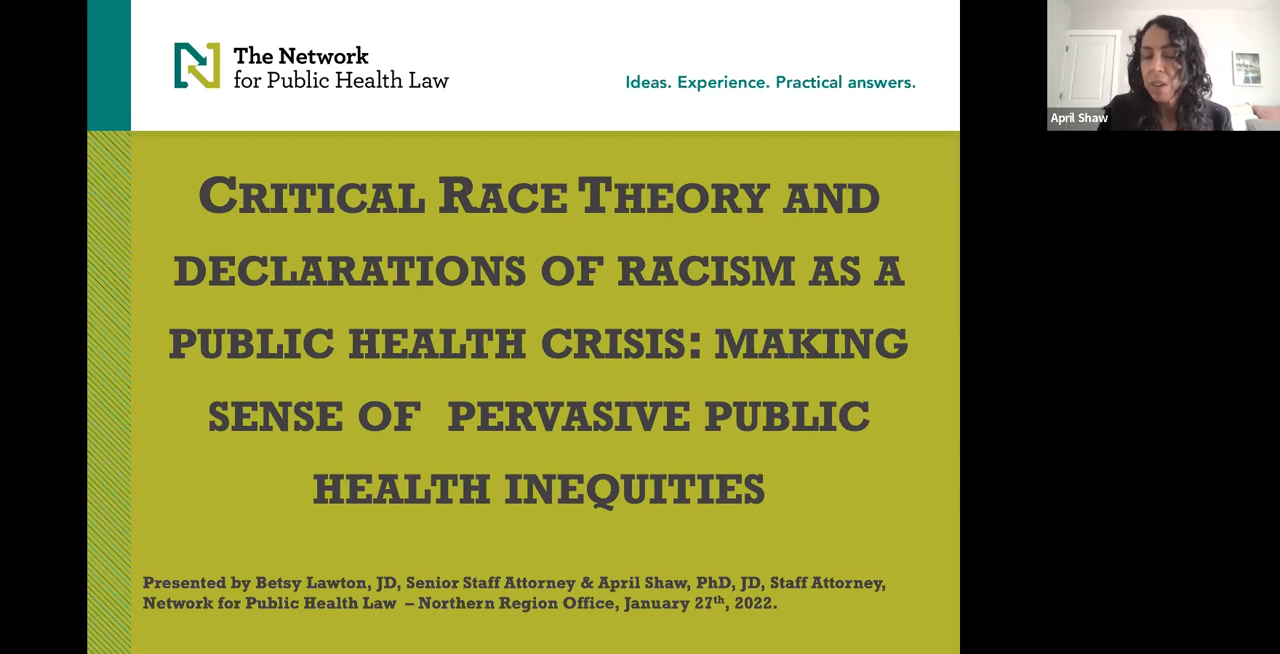 The Network
for Public Health Law
Ideas. Experience. Practical answers.
April Shaw
CRITICAL RACE THEORY AND
DECLARATIONS OF RACISM AS A
PUBLIC HEALTH CRISIS: MAKING
SENSE OF PERVASIVE PUBLIC
HEALTH INEQUITIES
Presented by Betsy Lawton, JD, Senior Staff Attorney & April Shaw, PhD, JD, Staff Attorney,
Network for Public Health Law – Northern Region Office, January 27th, 2022.